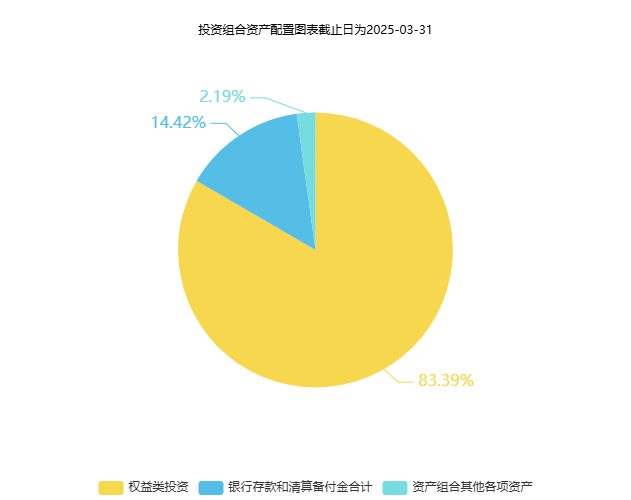 投资组合资产配置图表截止日为2025-03-31
2.19%
14.42%
83.39%
权益类投资
银行存款和清算备付金合计
资产组合其他各项资产